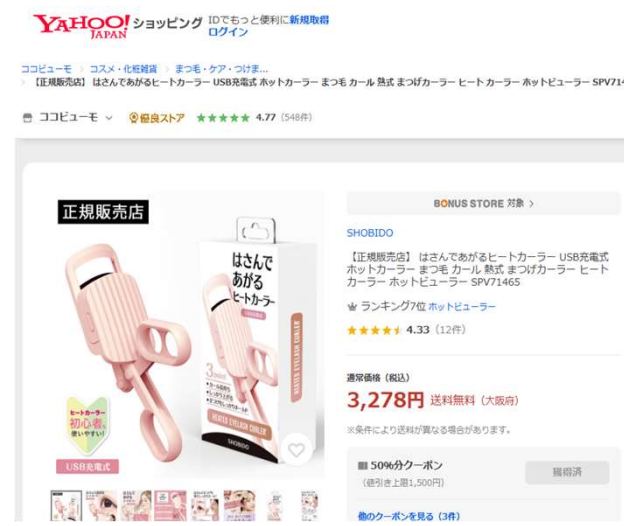 YAHOO! ショッピング
JAPAN
IDでもっと便利に新規取得
ログイン
ココビューモ > コスメ・化粧雑貨 > まつ毛・ケア・つけま...
> 【正規販売店】 はさんであがるヒートカーラー USB充電式 ホットカーラー まつ毛 カール 熱式 まつげカーラー ヒート カーラー ホットビューラー SPV714
ココビューモ
優良ストア
4.77 (548件)
正規販売店
はさんで
あがる
ヒートカーラー
3
HEATED EYELASH CURLER
HEATED EYELASH CURLER
SHOBIDO
ヒートカーラー
初心者、
使いやすい!
USB充電式
BONUS STORE 対象 >
SHOBIDO
【正規販売店】 はさんであがるヒートカーラー USB充電式
ホットカーラー まつ毛 カール 熱式 まつげカーラー ヒート
カーラー ホットビューラー SPV71465
ランキング7位 ホットビューラー
4.33 (12件)
通常価格（税込）
3,278円 送料無料（大阪府）
※条件により送料が異なる場合があります。
50%分クーポン
（値引き上限1,500円）
獲得済
他のクーポンを見る（3件）